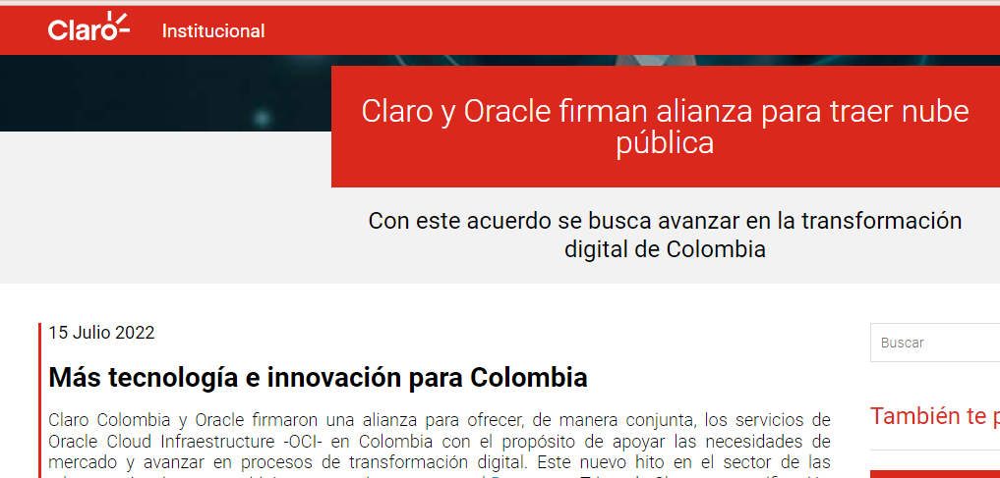 Claro
Institucional
Claro y Oracle firman alianza para traer nube
pública
Con este acuerdo se busca avanzar en la transformación
digital de Colombia
15 Julio 2022
Buscar
Más tecnología e innovación para Colombia
Claro Colombia y Oracle firmaron una alianza para ofrecer, de manera conjunta, los servicios de
Oracle Cloud Infraestructure -OCI- en Colombia con el propósito de apoyar las necesidades de
mercado y avanzar en procesos de transformación digital. Este nuevo hito en el sector de las
También te